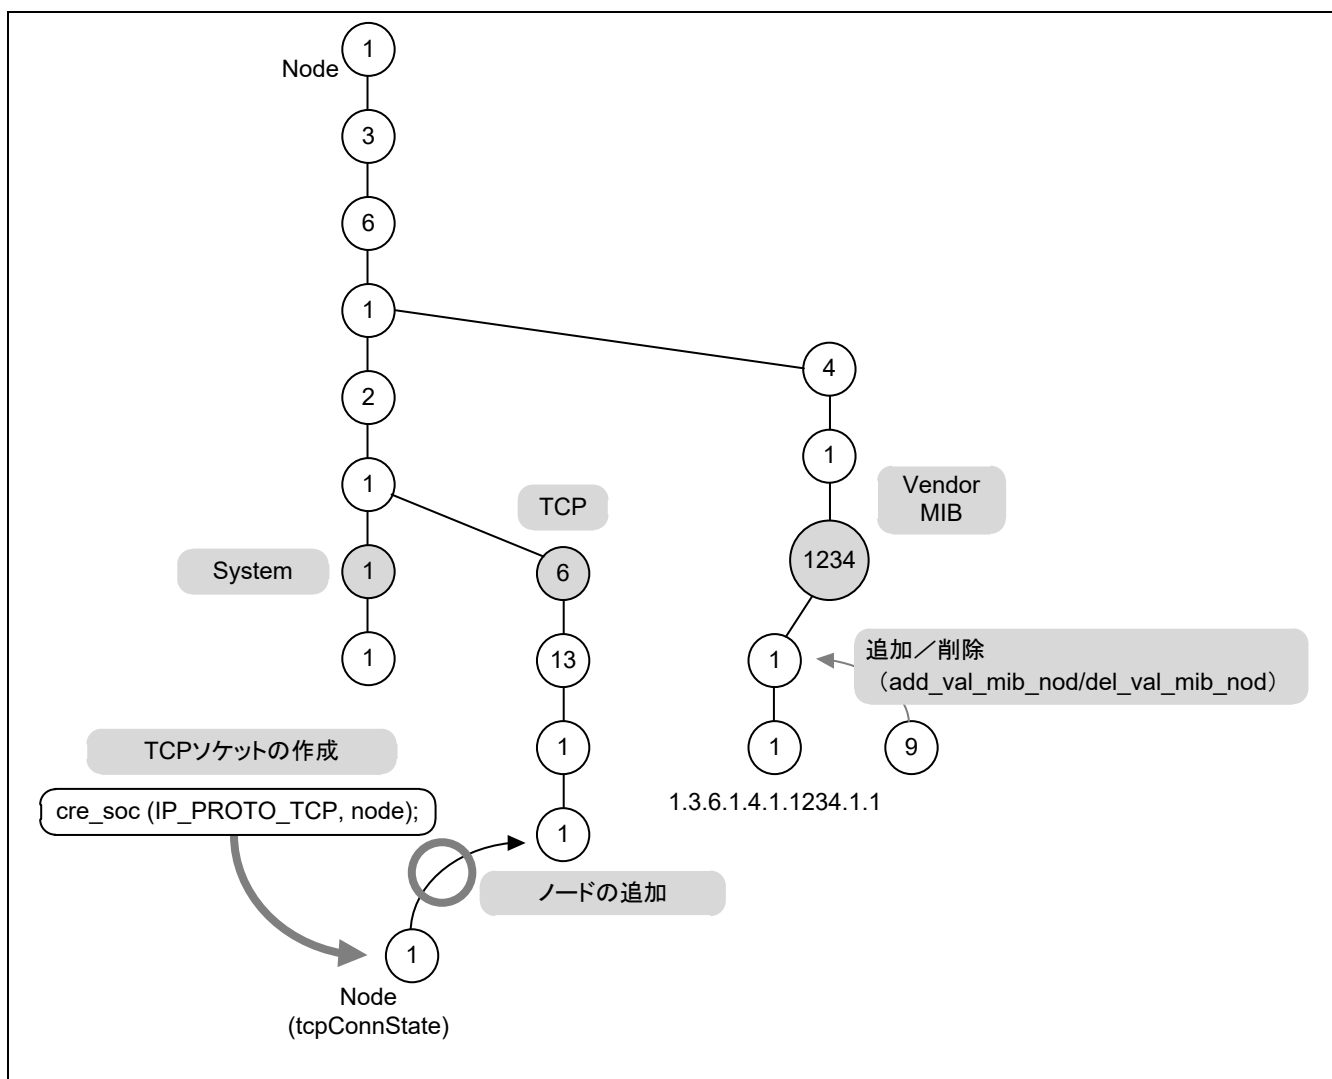 1
Node
3
6
1
4
2
1
1
Vendor
MIB
TCP
1234
System
1
6
1
13
1
追加／削除
（add_val_mib_nod/del_val_mib_nod）
TCPソケットの作成
1
1
9
cre_soc (IP_PROTO_TCP, node);
1.3.6.1.4.1.1234.1.1
1
ノードの追加
1
Node
(tcpConnState)